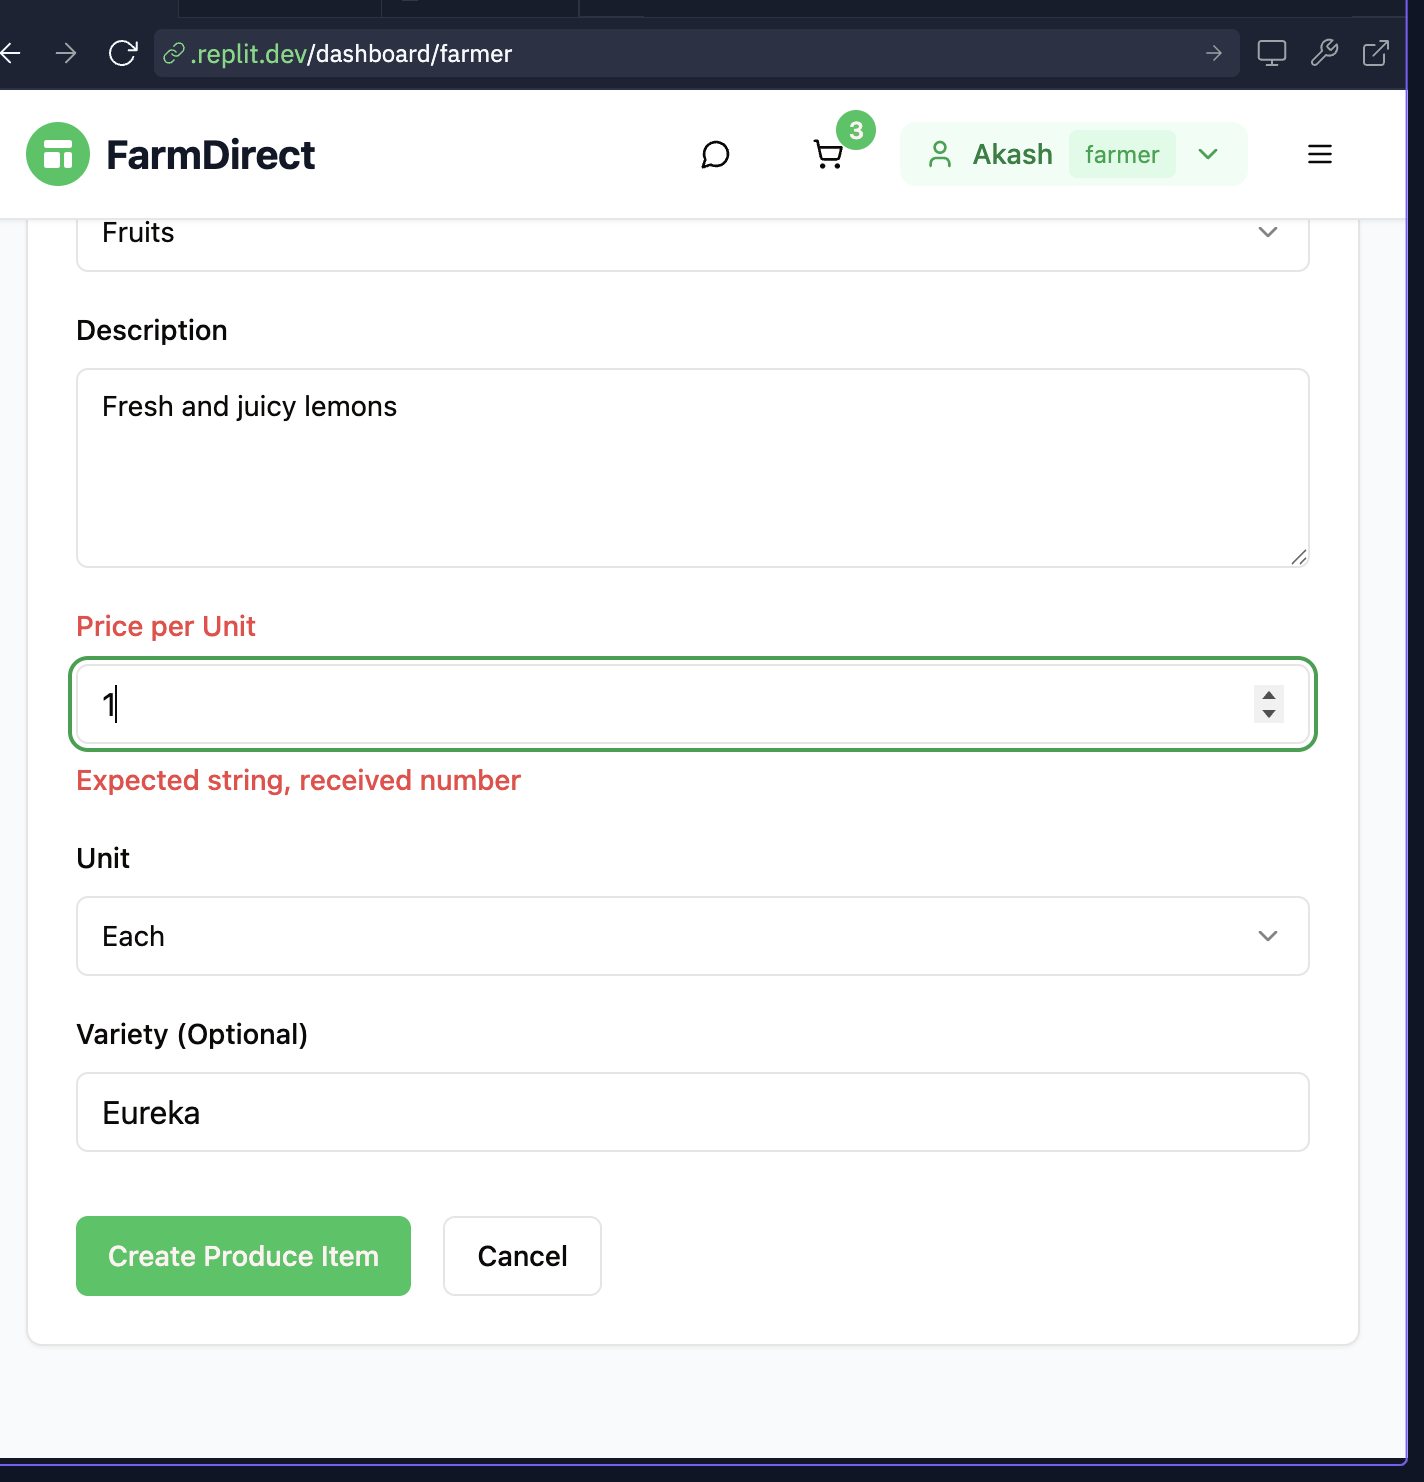 .replit.dev/dashboard/farmer
FarmDirect
3
Akash
farmer
Fruits
Description
Fresh and juicy lemons
Price per Unit
1
Expected string, received number
Unit
Each
Variety (Optional)
Eureka
Create Produce Item
Cancel